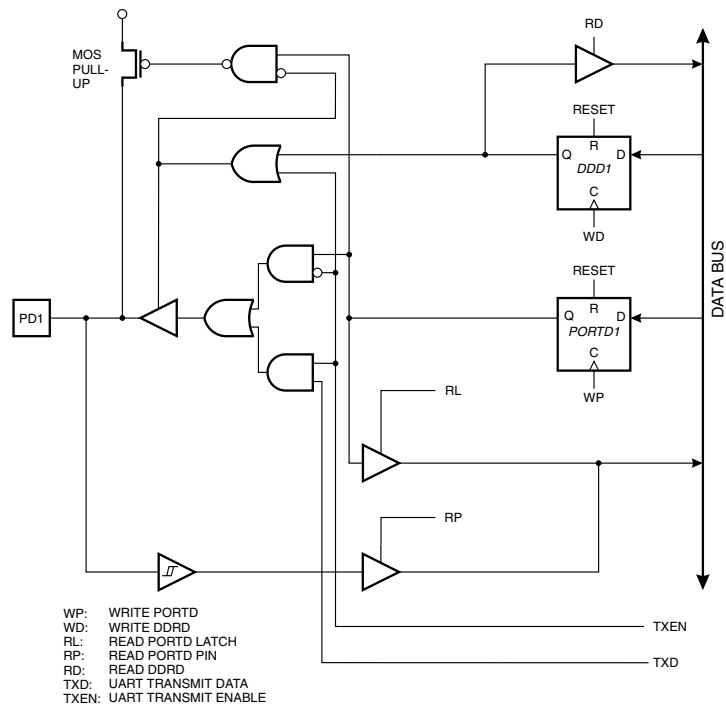 RD
MOS
PULL-
UP
RESET
R
Q
D
DDD1
C
WD
RESET
R
Q
D
PORTD1
C
WP
PD1
DATA BUS
RL
RP
WP: WRITE PORTD
WD: WRITE DDRD
RL: READ PORTD LATCH
RP: READ PORTD PIN
RD: READ DDRD
TXD: UART TRANSMIT DATA
TXEN: UART TRANSMIT ENABLE
TXEN
TXD